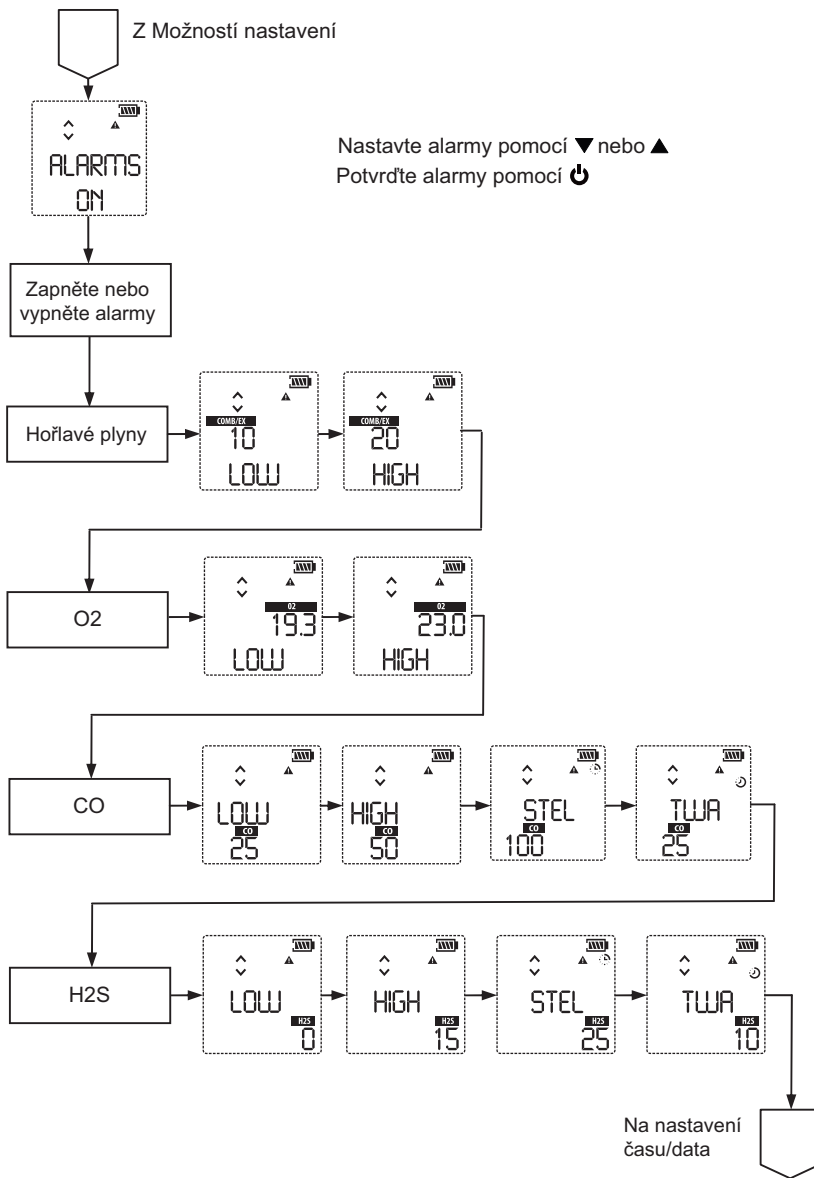 Z Možností nastavení
ALARMS
ON
Nastavte alarmy pomocí ▼ nebo ▲
Potvrďte alarmy pomocí ⏻
Zapněte nebo
vypněte alarmy
Hořlavé plyny
COMB/EX
10
LOW
COMB/EX
20
HIGH
O2
O2
19.3
LOW
O2
23.0
HIGH
CO
LOW
CO
25
HIGH
CO
50
STEL
CO
100
TWA
CO
25
H2S
LOW
H2S
0
HIGH
H2S
15
STEL
H2S
25
TWA
H2S
10
Na nastavení
času/data